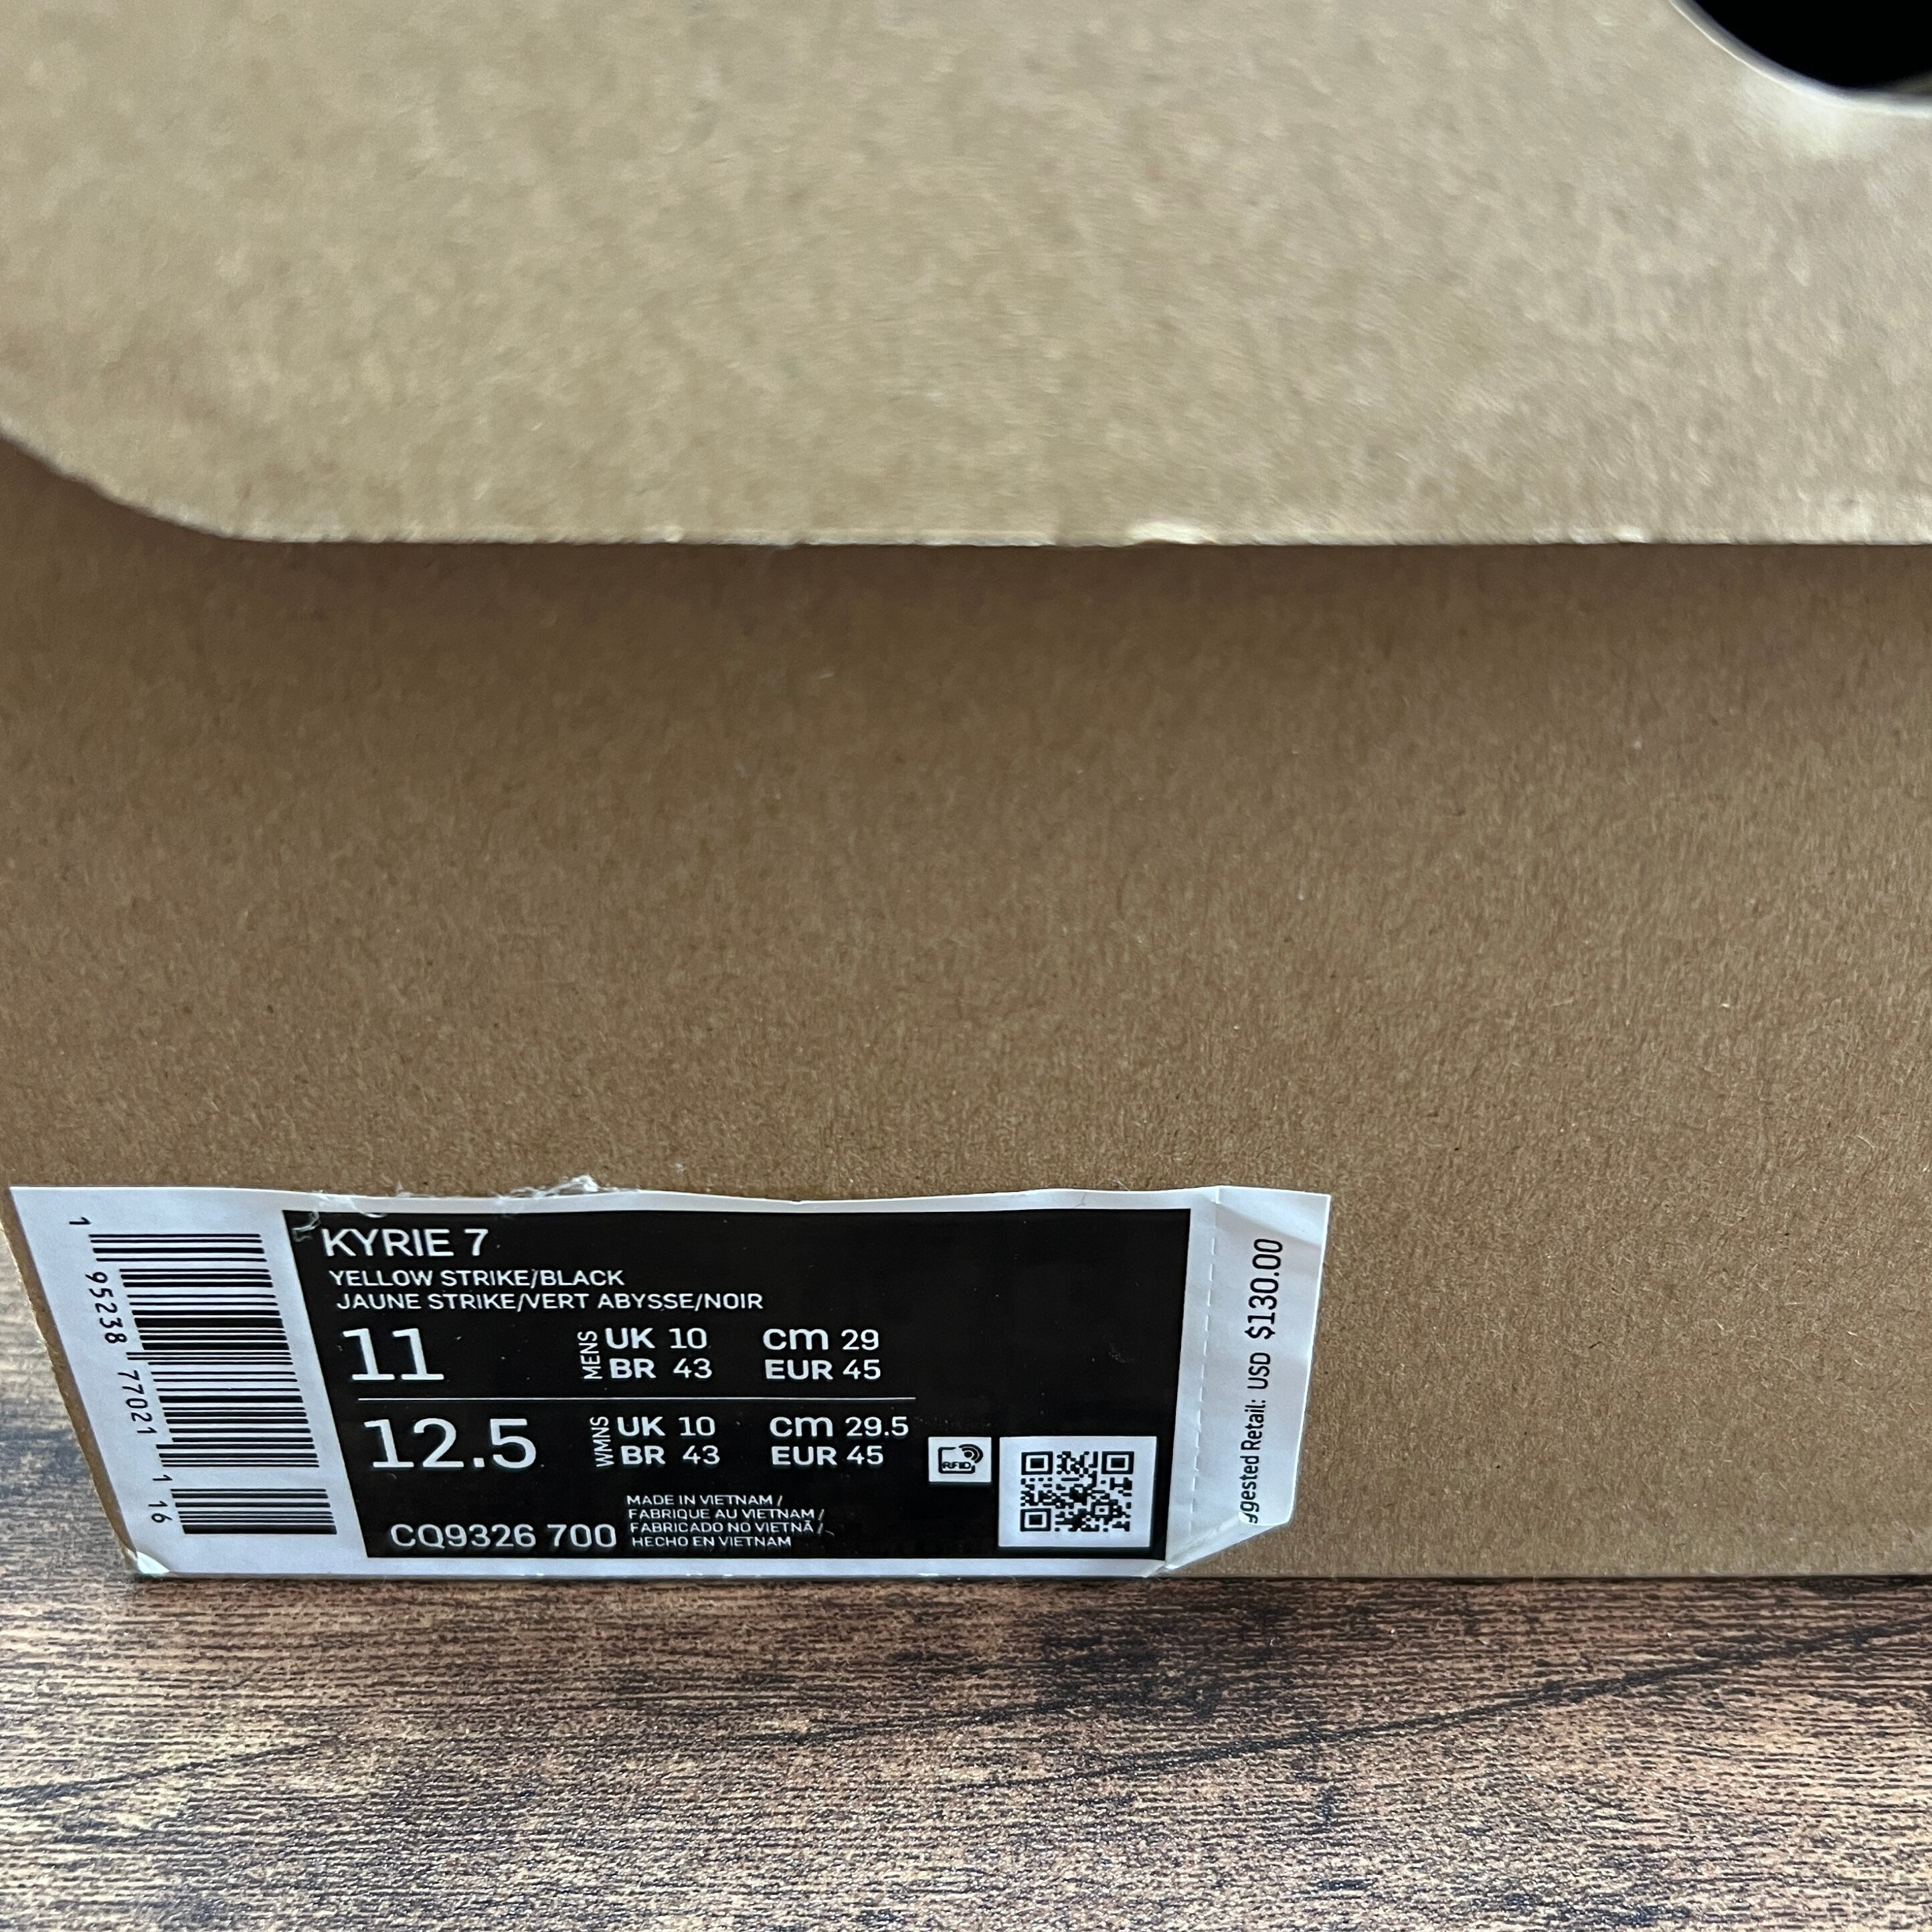 KYRIE 7
YELLOW STRIKE/BLACK
JAUNE STRIKE/VERT ABYSSE/NOIR
11 MENS UK 10 cm 29
BR 43 EUR 45
12.5 WMNS UK 10 cm 29.5
BR 43 EUR 45
RFID
MADE IN VIETNAM /
FABRIQUE AU VIETNAM /
FABRICADO NO VIETNÃ /
HECHO EN VIETNAM
CQ9326 700
1 95238 77021 1 16
Retail: USD $130.00